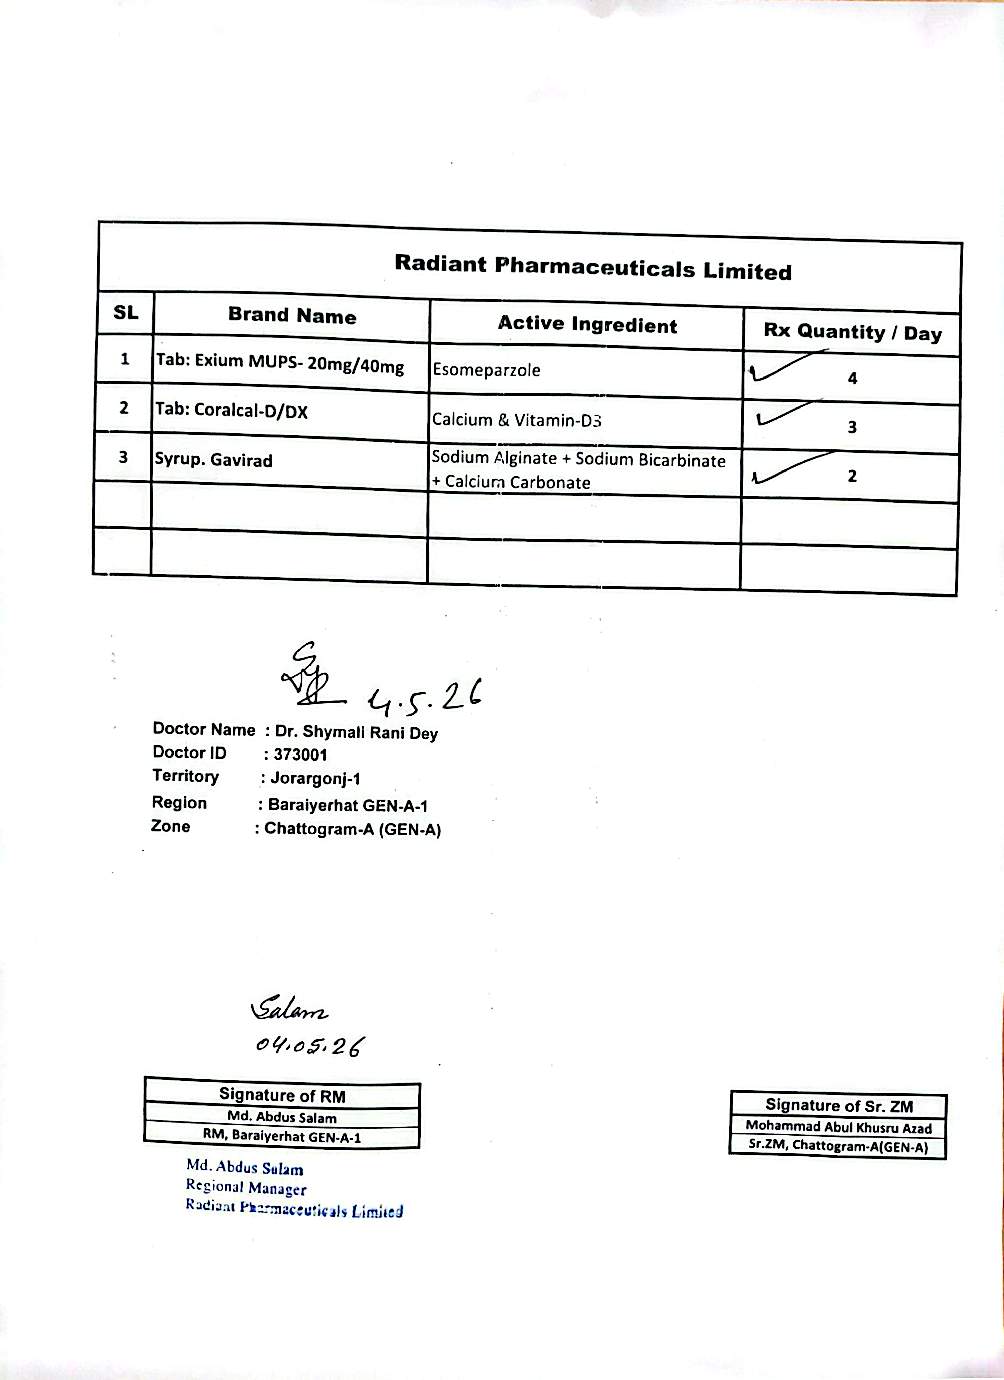 Radiant Pharmaceuticals Limited
SL Brand Name Active Ingredient Rx Quantity / Day
1 Tab: Exium MUPS- 20mg/40mg Esomeparzole 4
2 Tab: Coralcal-D/DX Calcium & Vitamin-D3 3
3 Syrup. Gavirad Sodium Alginate + Sodium Bicarbinate
+ Calcium Carbonate 2
4.5.26
Doctor Name : Dr. Shymali Rani Dey
Doctor ID : 373001
Territory : Jorargonj-1
Region : Baraiyerhat GEN-A-1
Zone : Chattogram-A (GEN-A)
Salam
04.05.26
Signature of RM
Md. Abdus Salam
RM, Baraiyerhat GEN-A-1
Signature of Sr. ZM
Mohammad Abul Khusru Azad
Sr.ZM, Chattogram-A(GEN-A)
Md. Abdus Salam
Regional Manager
Radiant Pharmaceuticals Limited